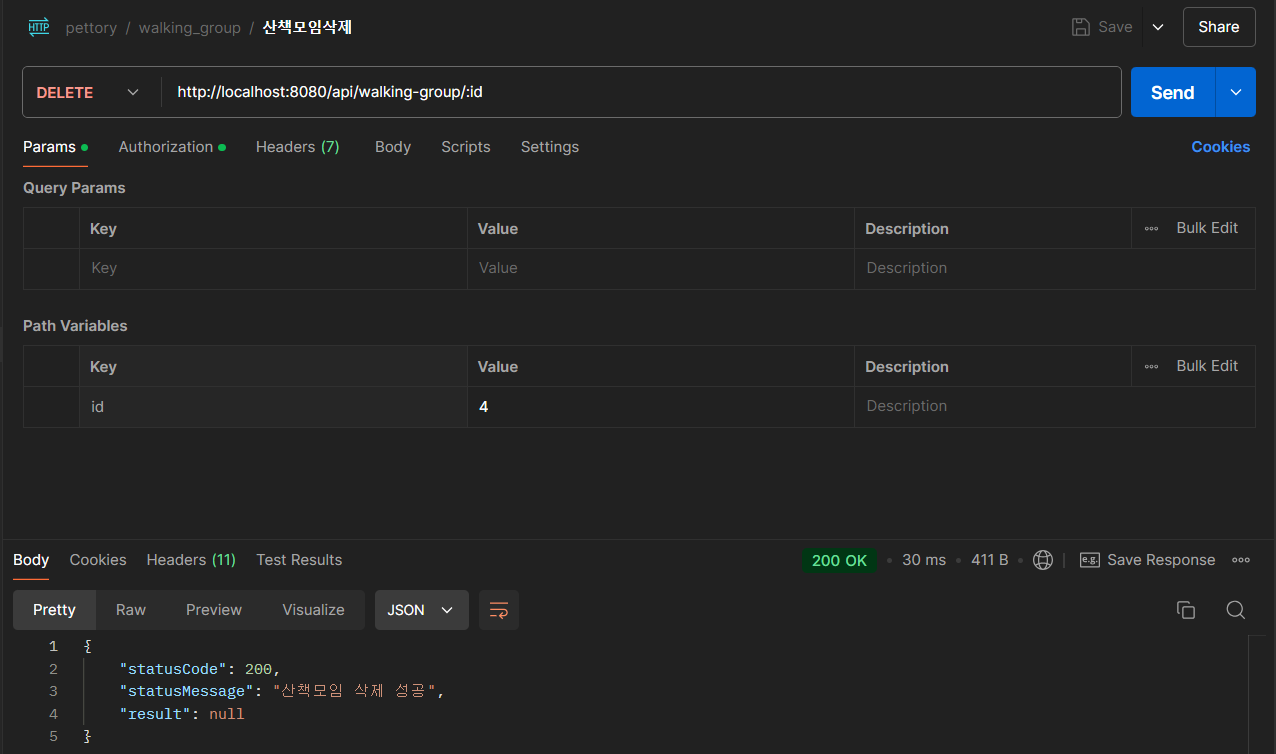 HTTP pettory / walking_group / 산책모임삭제 Save Share
DELETE http://localhost:8080/api/walking-group/:id Send
Params Authorization Headers (7) Body Scripts Settings Cookies
Query Params
Key Value Description Bulk Edit
Key Value Description
Path Variables
Key Value Description Bulk Edit
id 4 Description
Body Cookies Headers (11) Test Results 200 OK 30 ms 411 B e.g. Save Response
Pretty Raw Preview Visualize JSON
1 {
2 "statusCode": 200,
3 "statusMessage": "산책모임 삭제 성공",
4 "result": null
5 }